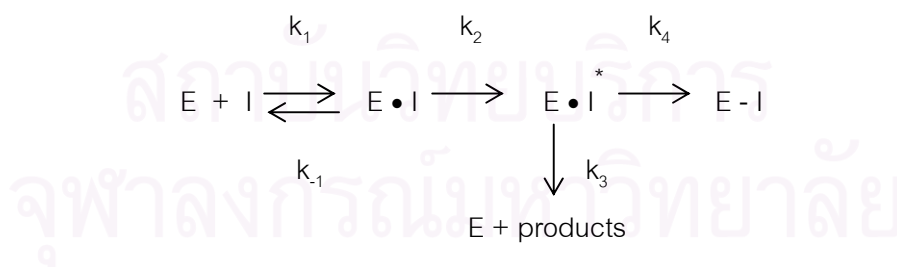 k₁ k₂ k₄
สถาบันวิทยบริการ
E + I ⇌ E • I → E • I* → E - I
k₋₁ k₃
จุฬาลงกรณ์มหาวิทยาลัย
E + products